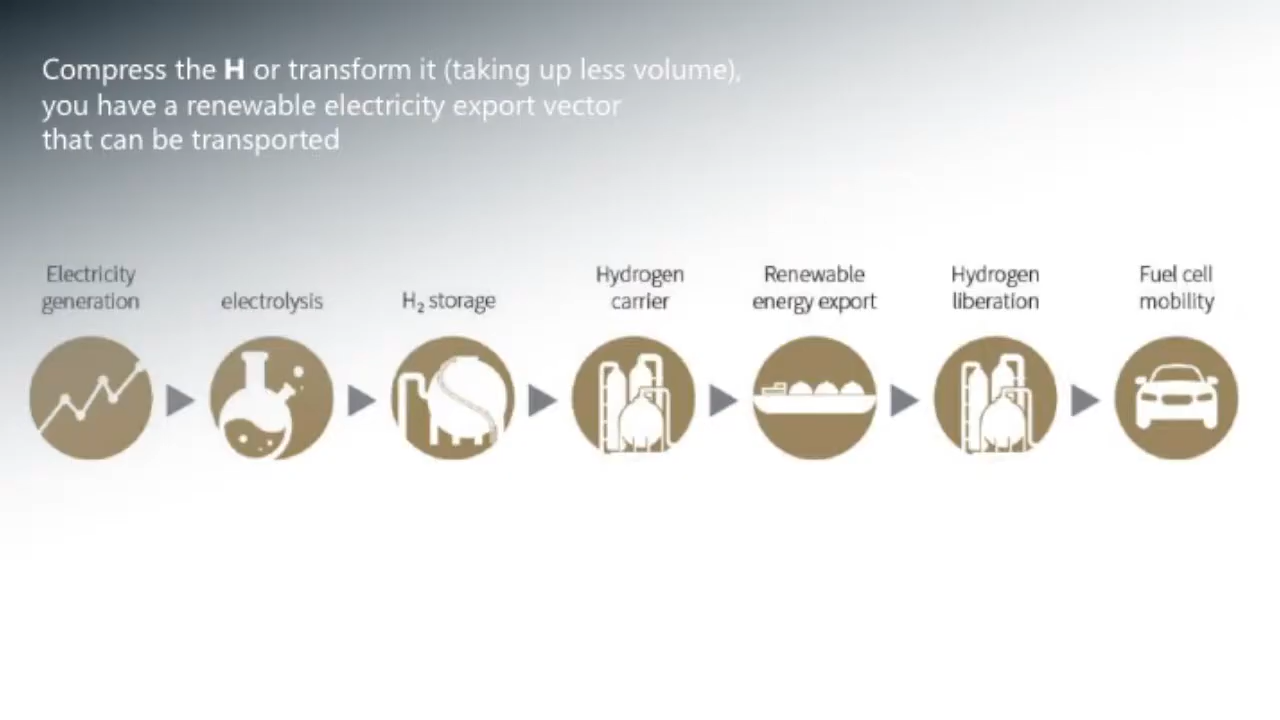 Compress the H or transform it (taking up less volume),
you have a renewable electricity export vector
that can be transported
Electricity
generation
electrolysis
H₂ storage
Hydrogen
carrier
Renewable
energy export
Hydrogen
liberation
Fuel cell
mobility